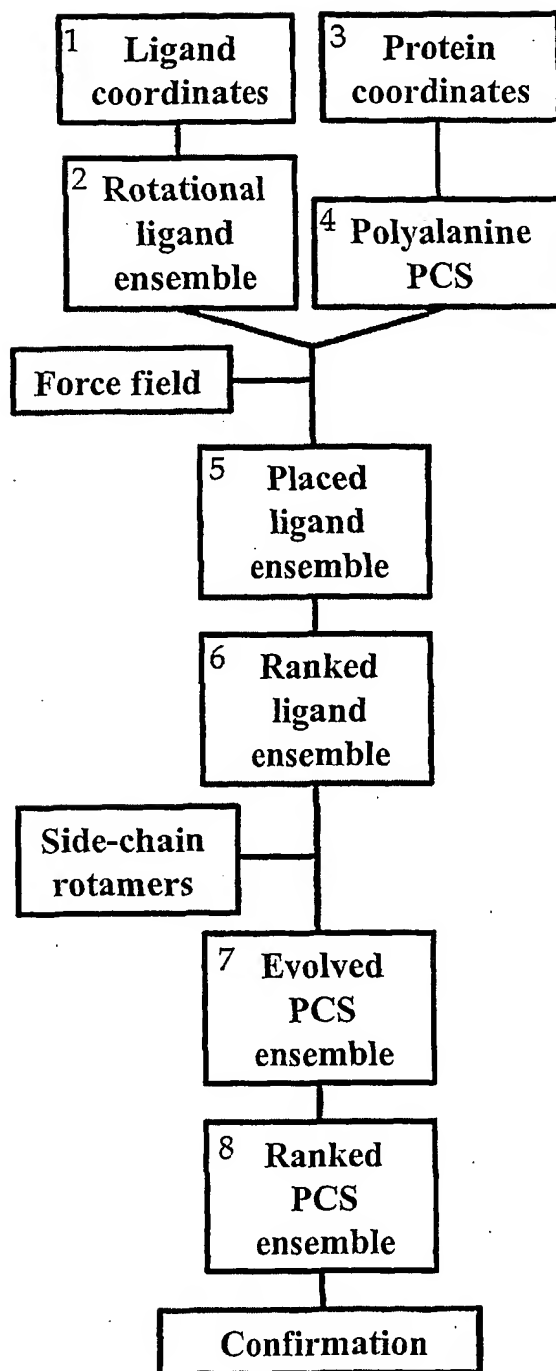 1 Ligand
coordinates
3 Protein
coordinates
2 Rotational
ligand
ensemble
4 Polyalanine
PCS
Force field
5 Placed
ligand
ensemble
6 Ranked
ligand
ensemble
Side-chain
rotamers
7 Evolved
PCS
ensemble
8 Ranked
PCS
ensemble
Confirmation